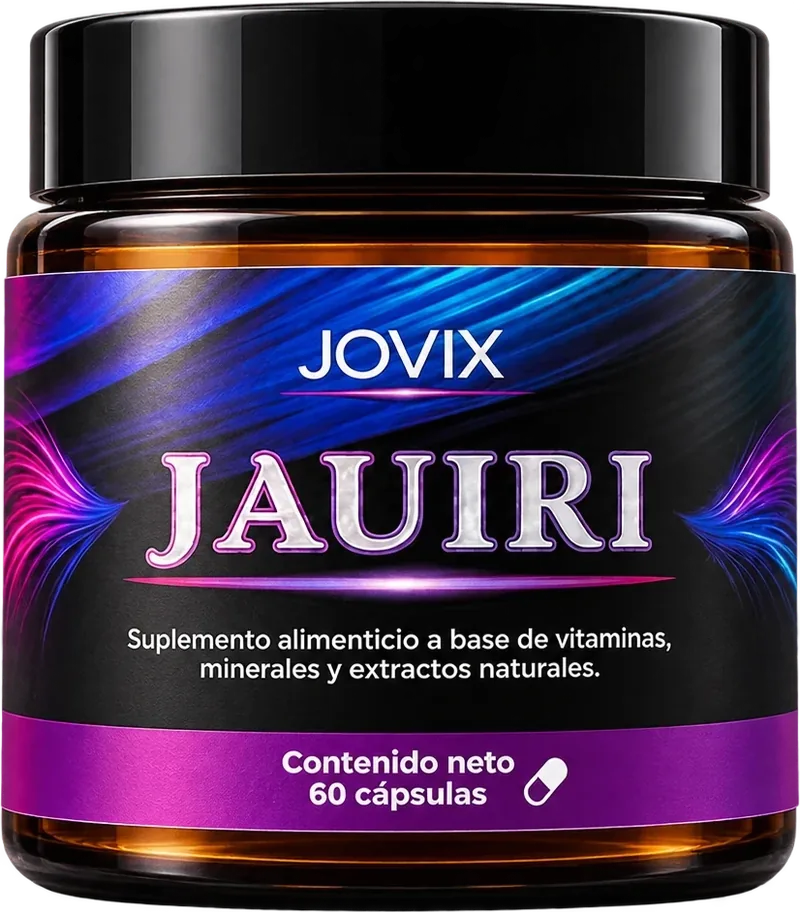 JOVIX
JAUIRI
Suplemento alimenticio a base de vitaminas,
minerales y extractos naturales.
Contenido neto
60 cápsulas